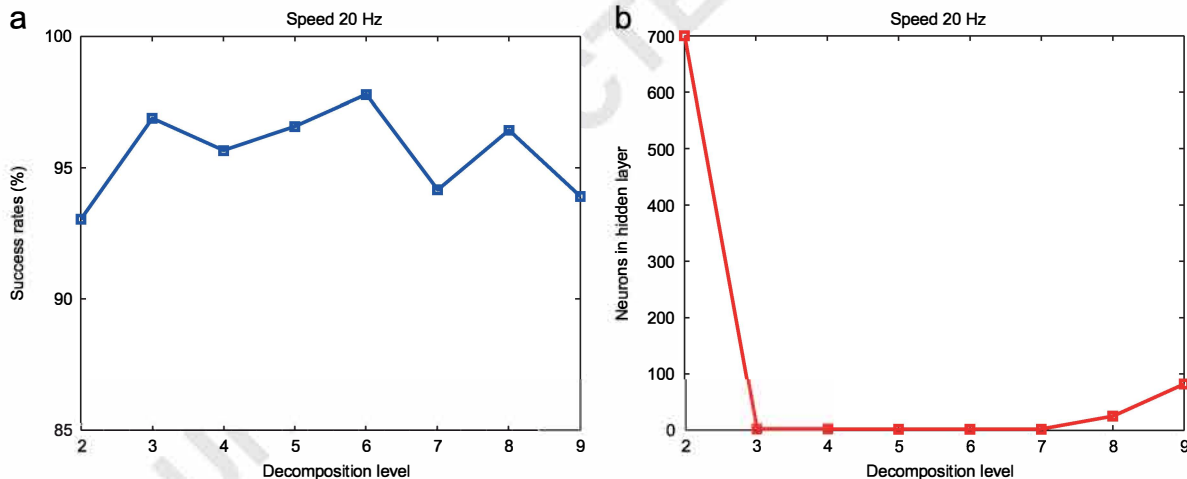 a
Speed 20 Hz
100
95
90
85
Success rates (%)
2 3 4 5 6 7 8 9
Decomposition level
b
Speed 20 Hz
700
600
500
400
300
200
100
0
Neurons in hidden layer
2 3 4 5 6 7 8 9
Decomposition level